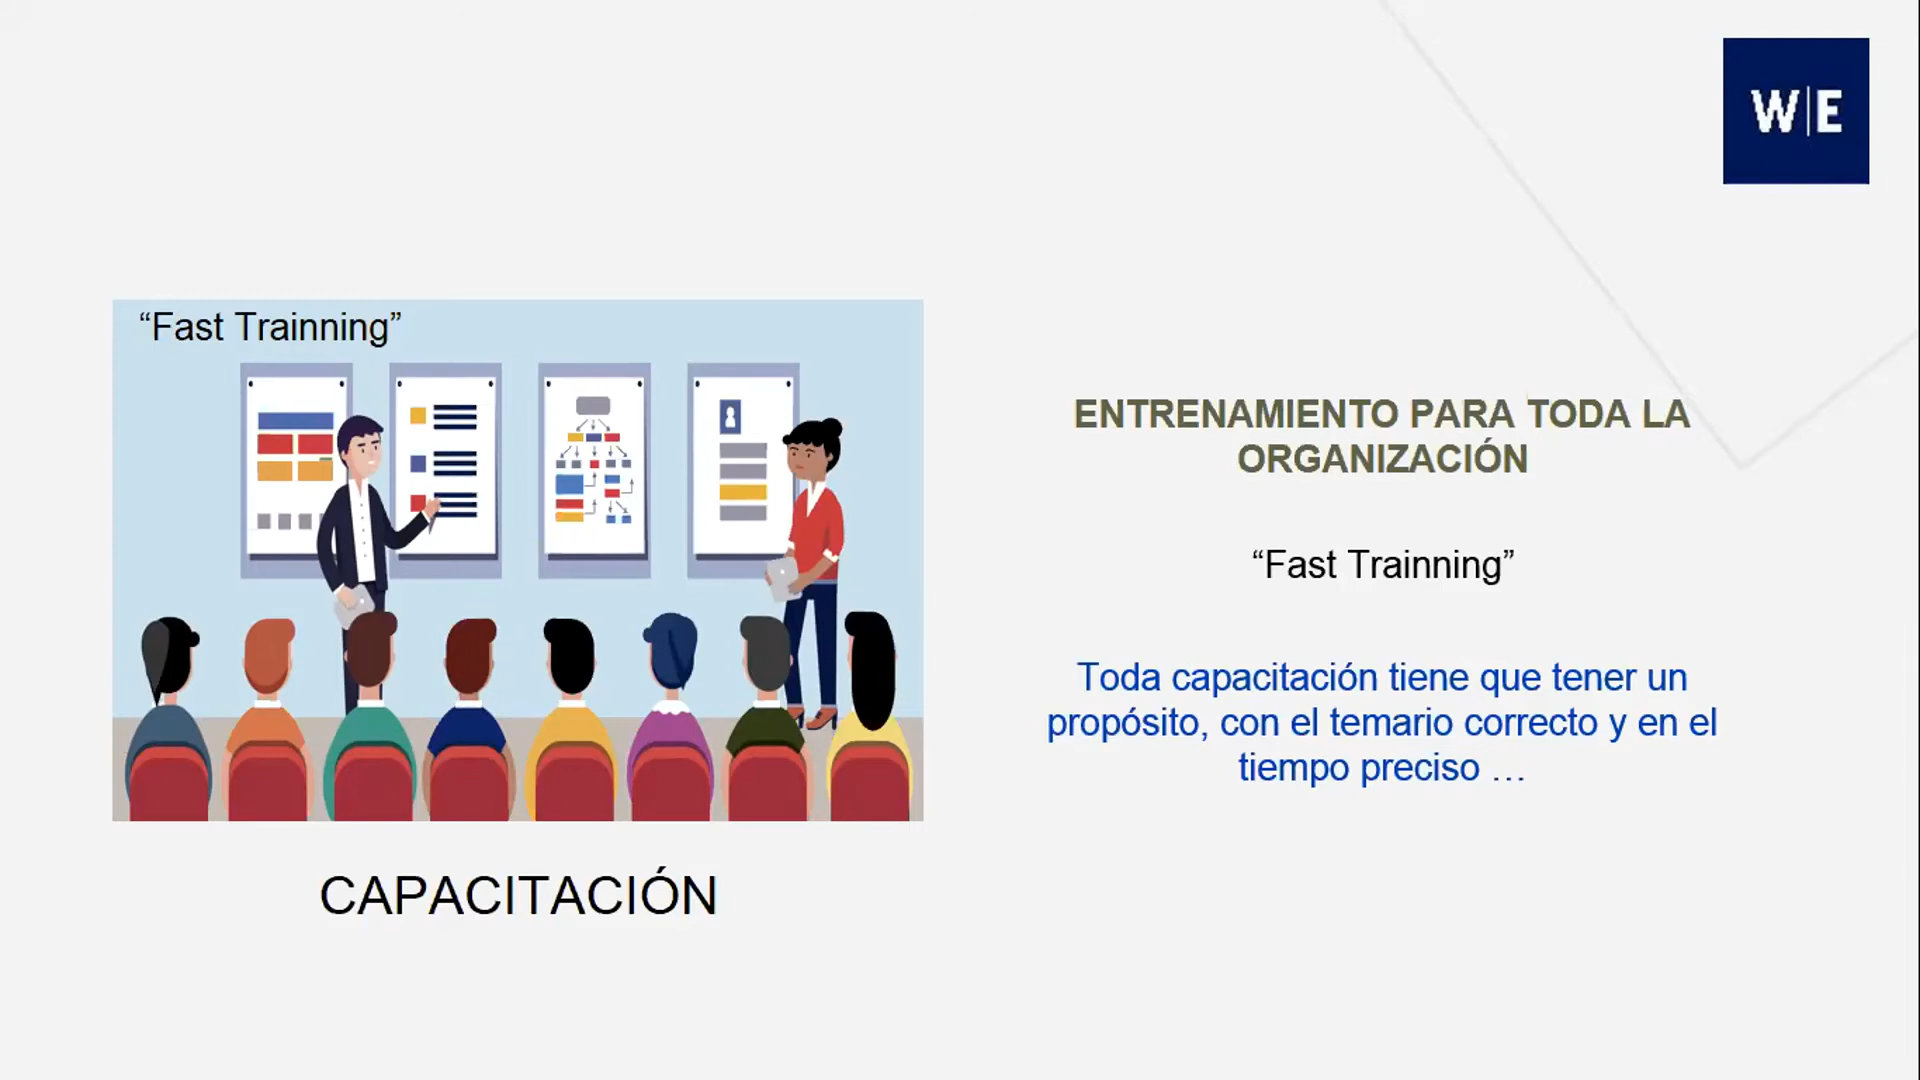 W|E
“Fast Trainning”
ENTRENAMIENTO PARA TODA LA
ORGANIZACIÓN
“Fast Trainning”
Toda capacitación tiene que tener un
propósito, con el temario correcto y en el
tiempo preciso …
CAPACITACIÓN